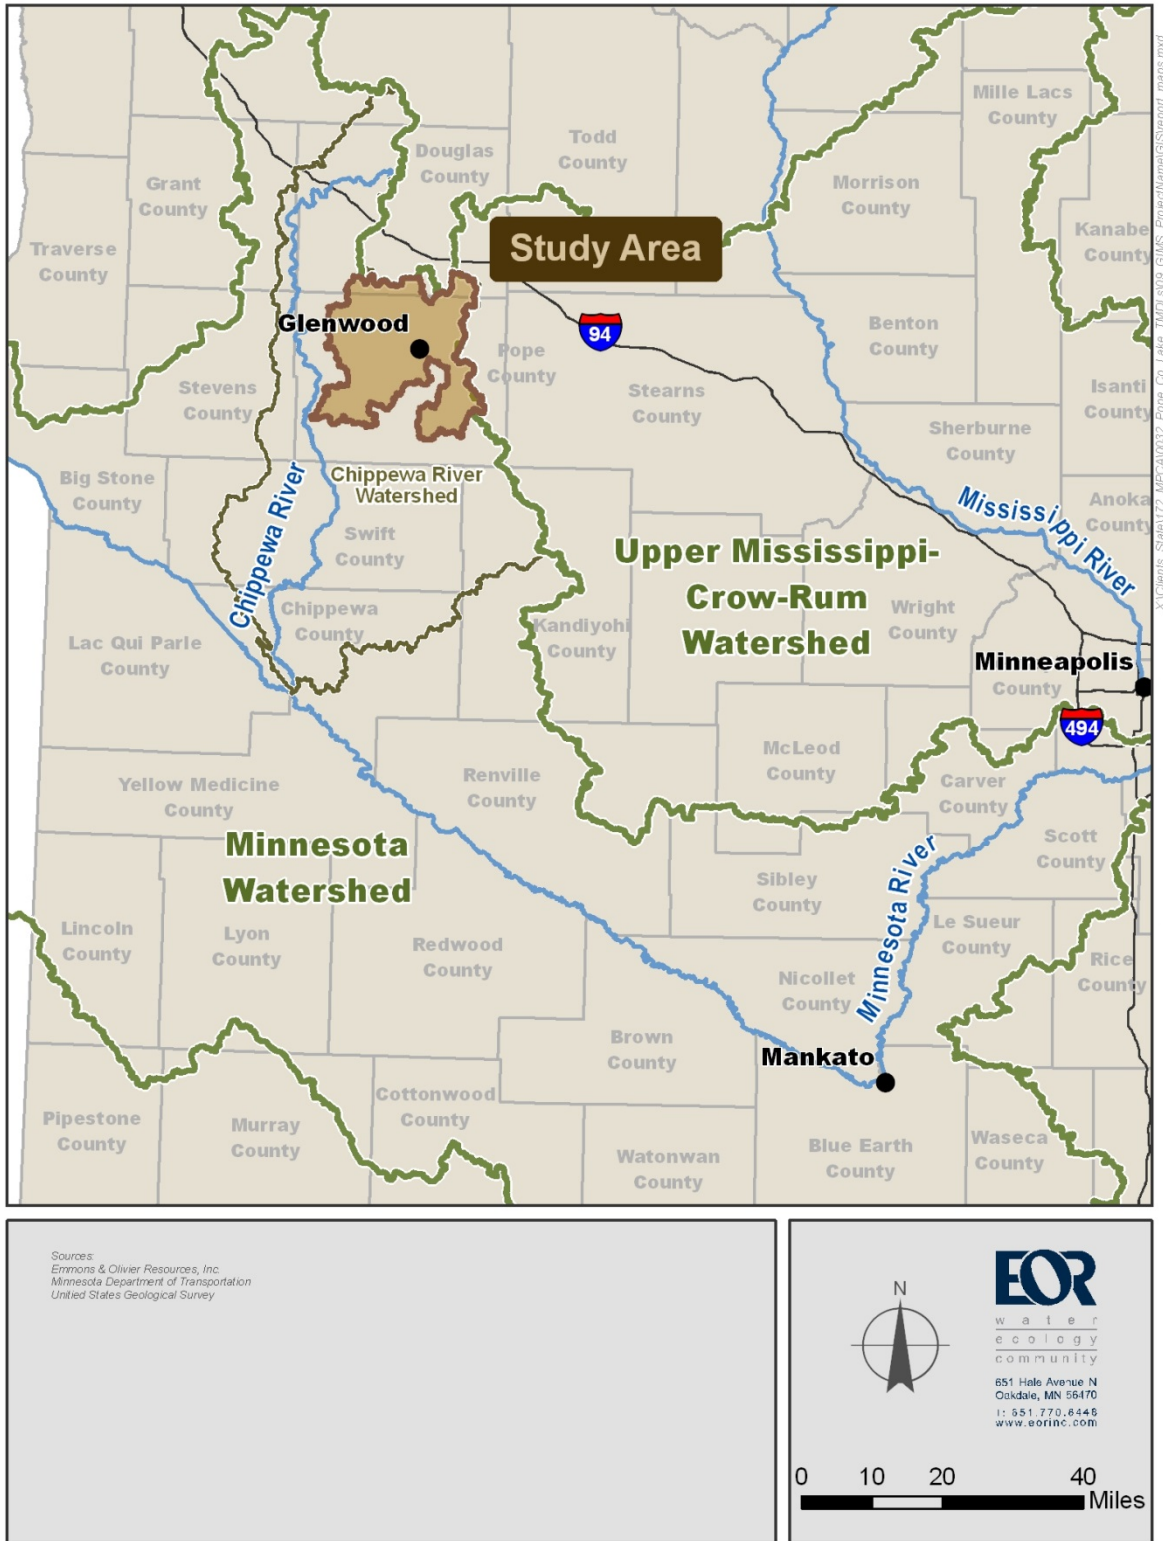 Mille Lacs
County
Todd
County
Douglas
County
Grant
County
Morrison
County
Kanabe
County
Traverse
County
Study Area
Glenwood
94
Benton
County
Pope
County
Stevens
County
Stearns
County
Isanti
County
Sherburne
County
Chippewa River
Watershed
Big Stone
County
Chippewa River
Mississippi River
Anoka
County
Swift
County
Upper Mississippi-
Crow-Rum
Watershed
Chippewa
County
Kandiyohi
County
Wright
County
Lac Qui Parle
County
Minneapolis
County
494
McLeod
County
Renville
County
Yellow Medicine
County
Carver
County
Scott
County
Minnesota
Watershed
Minnesota River
Sibley
County
Lincoln
County
Lyon
County
Redwood
County
Le Sueur
County
Rice
County
Nicollet
County
Brown
County
Mankato
Cottonwood
County
Pipestone
County
Murray
County
Watonwan
County
Blue Earth
County
Waseca
County
Sources:
Emmons & Olivier Resources, Inc.
Minnesota Department of Transportation
Unitied States Geological Survey
N
EOR
water
ecology
community
651 Hale Avenue N
Oakdale, MN 56470
T: 651.770.8448
www.eorinc.com
0 10 20 40
Miles